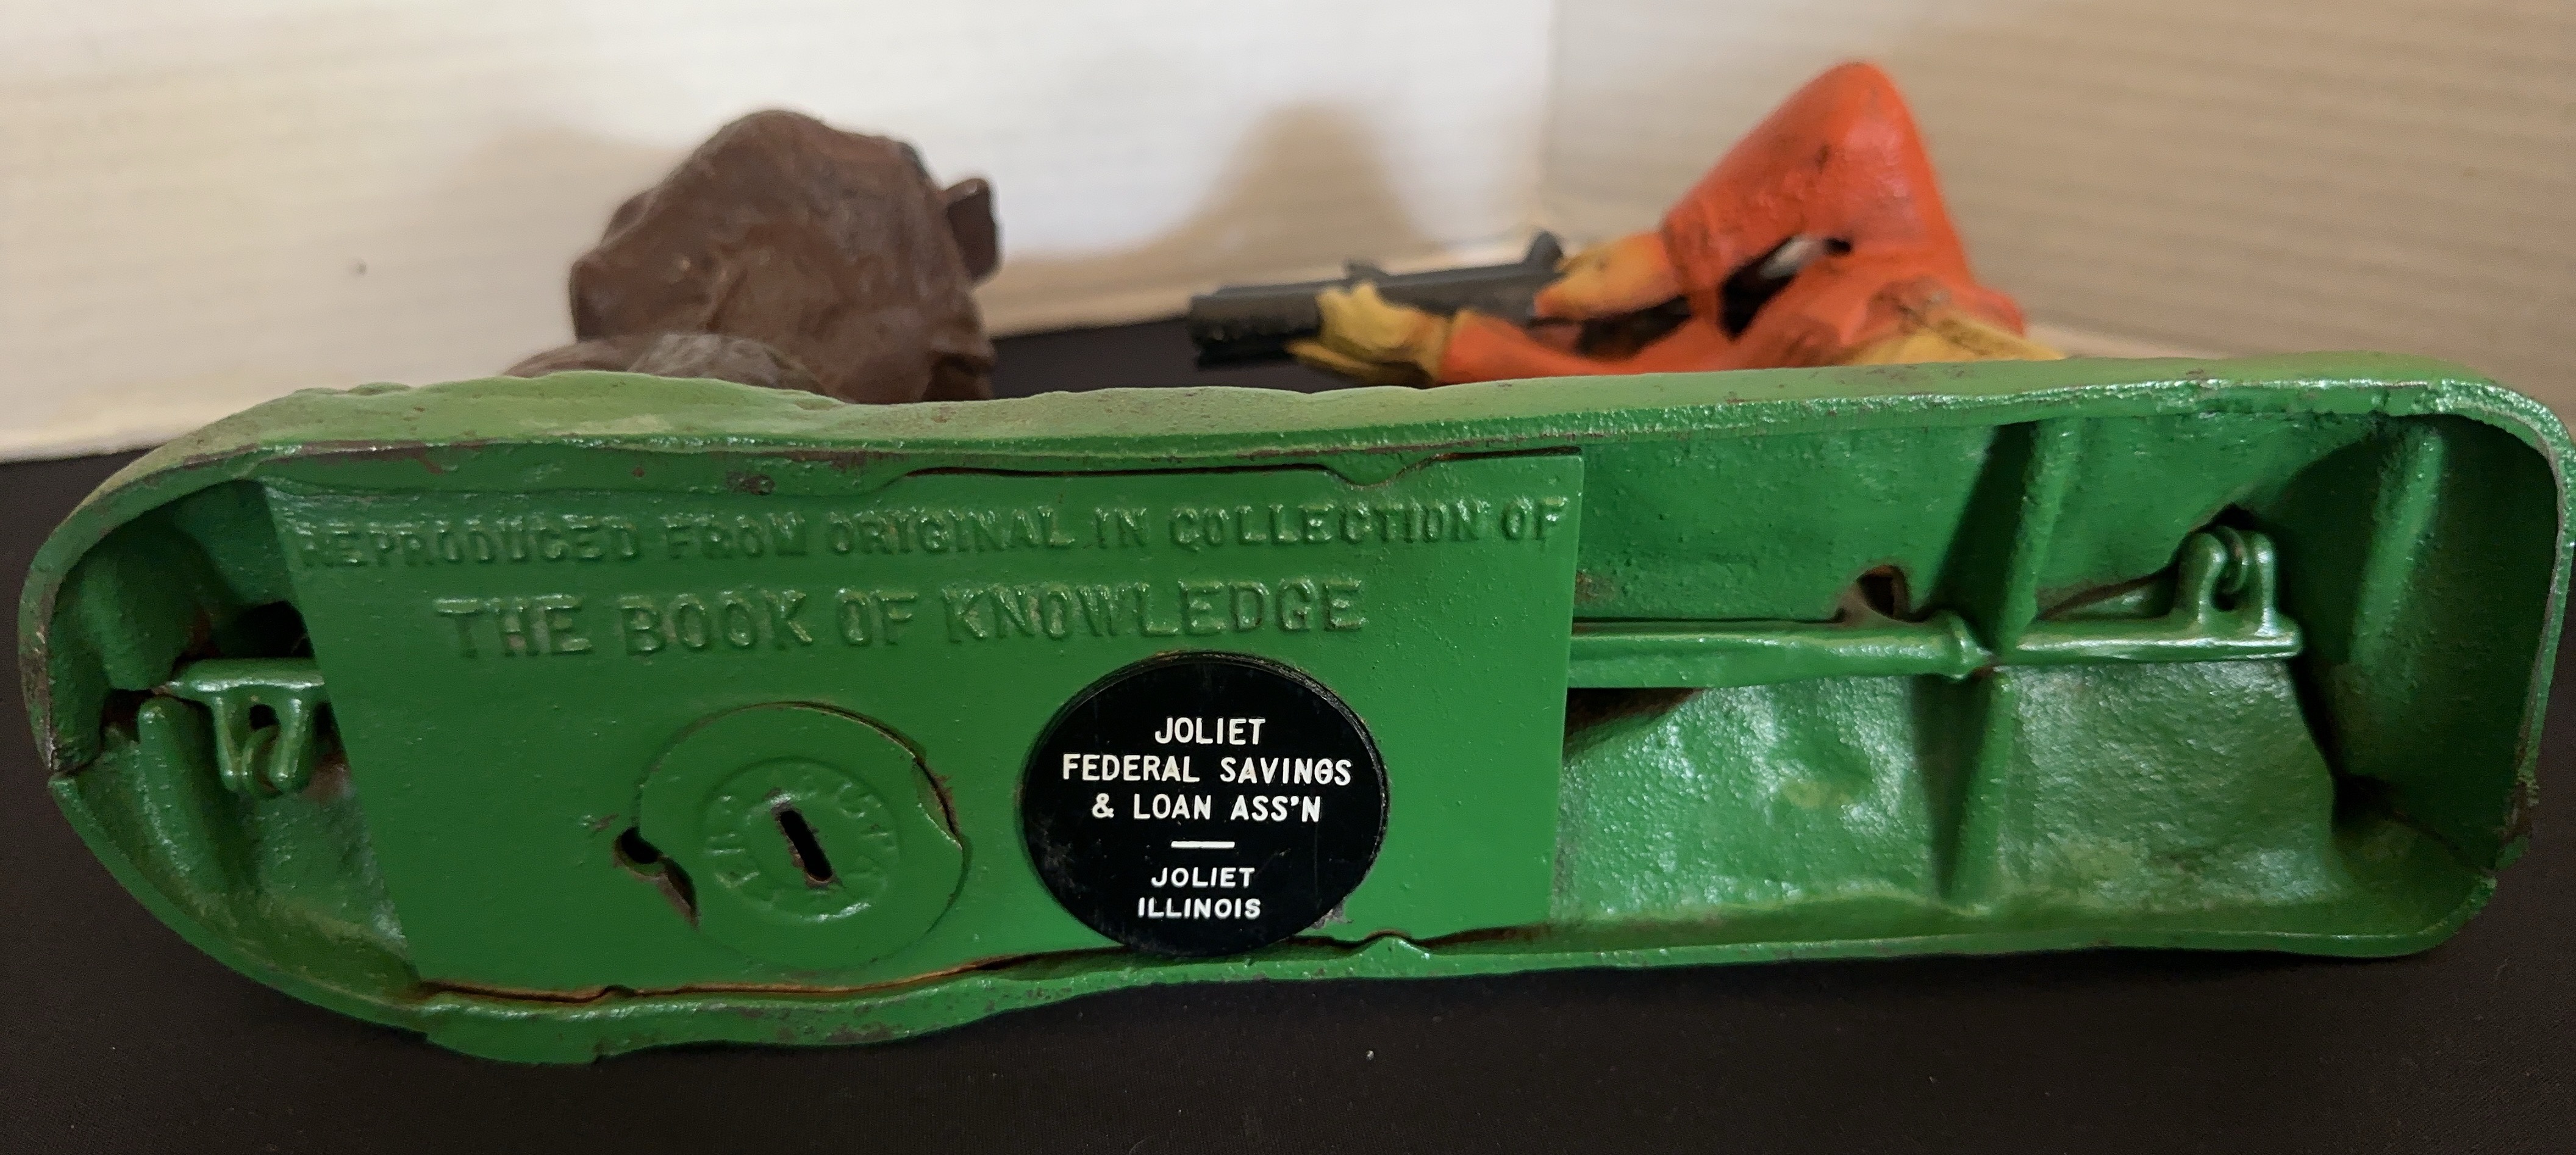 REPRODUCED FROM ORIGINAL IN COLLECTION OF
THE BOOK OF KNOWLEDGE
JOLIET
FEDERAL SAVINGS
& LOAN ASS'N
JOLIET
ILLINOIS